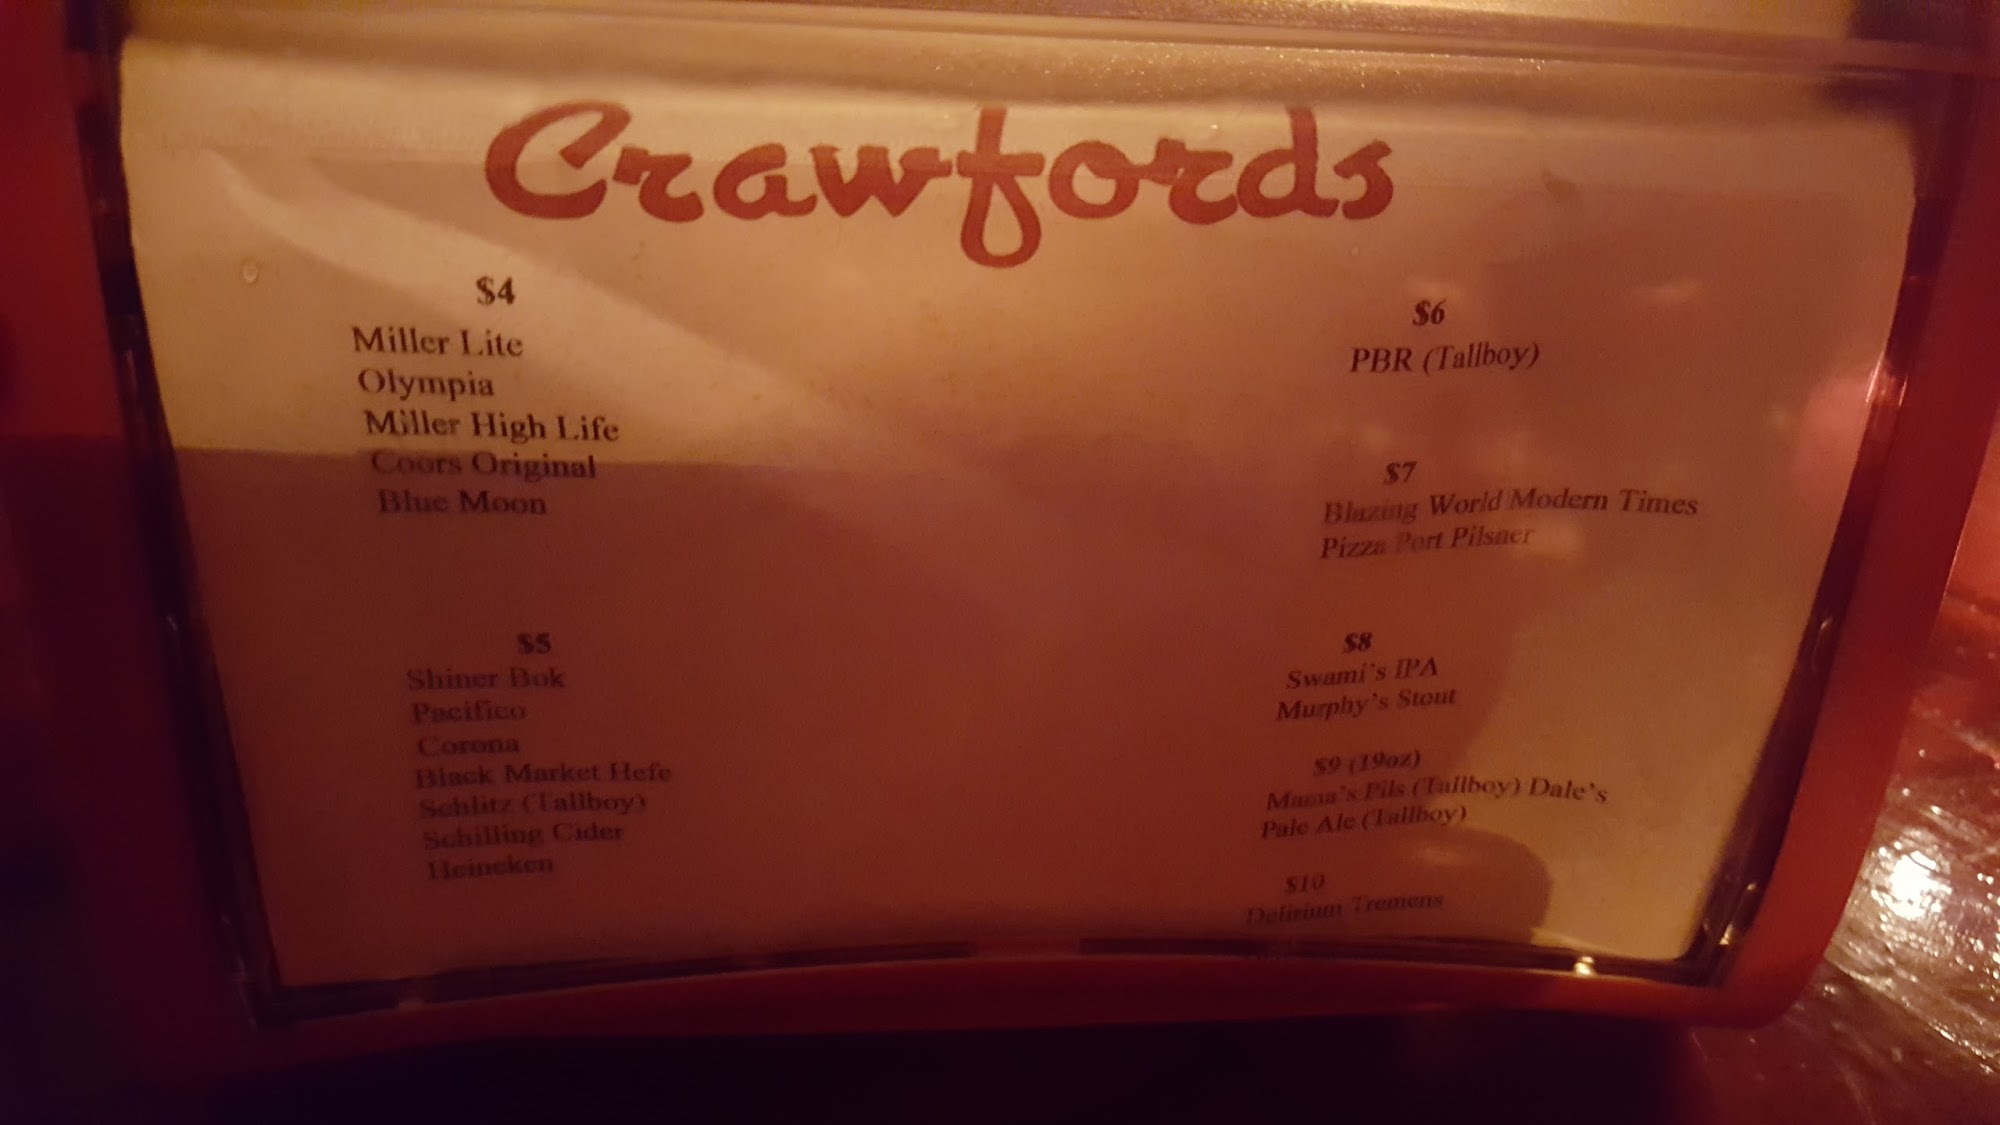 Crawfords
$4
Miller Lite
Olympia
Miller High Life
Coors Original
Blue Moon
$5
Shiner Bok
Pacifico
Corona
Black Market Hefe
Schlitz (Tallboy)
Schilling Cider
Heineken
$6
PBR (Tallboy)
$7
Blazing World Modern Times
Pizza Port Pilsner
$8
Swami's IPA
Murphy's Stout
$9 (19oz)
Mama's Pils (Tallboy) Dale's
Pale Ale (Tallboy)
$10
Delirium Tremens